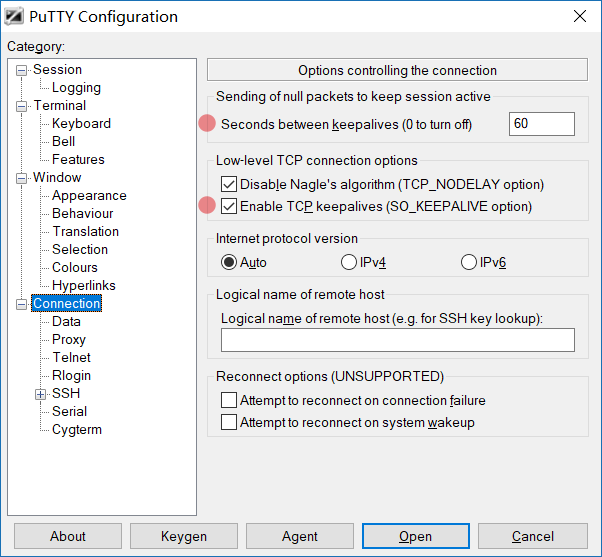 PuTTY Configuration
Category:
Session
Logging
Terminal
Keyboard
Bell
Features
Window
Appearance
Behaviour
Translation
Selection
Colours
Hyperlinks
Connection
Data
Proxy
Telnet
Rlogin
SSH
Serial
Cygterm
Options controlling the connection
Sending of null packets to keep session active
Seconds between keepalives (0 to turn off) 60
Low-level TCP connection options
Disable Nagle's algorithm (TCP_NODELAY option)
Enable TCP keepalives (SO_KEEPALIVE option)
Internet protocol version
Auto IPv4 IPv6
Logical name of remote host
Logical name of remote host (e.g. for SSH key lookup):
Reconnect options (UNSUPPORTED)
Attempt to reconnect on connection failure
Attempt to reconnect on system wakeup
About Keygen Agent Open Cancel